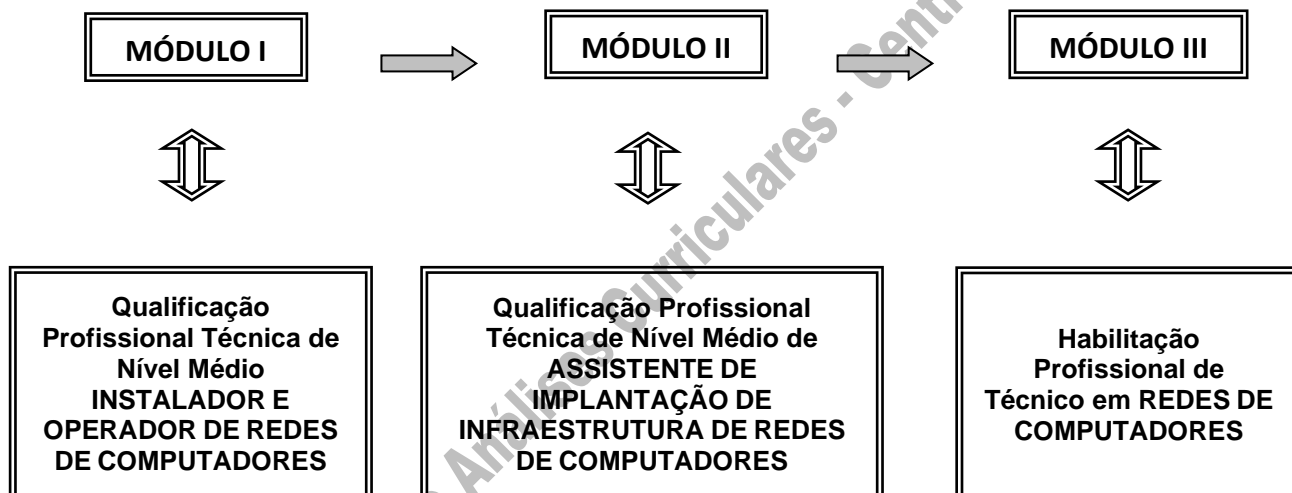 MÓDULO I
MÓDULO II
MÓDULO III
Qualificação
Profissional Técnica de
Nível Médio
INSTALADOR E
OPERADOR DE REDES
DE COMPUTADORES
Qualificação Profissional
Técnica de Nível Médio de
ASSISTENTE DE
IMPLANTAÇÃO DE
INFRAESTRUTURA DE REDES
DE COMPUTADORES
Habilitação
Profissional de
Técnico em REDES DE
COMPUTADORES
Análises Curriculares -